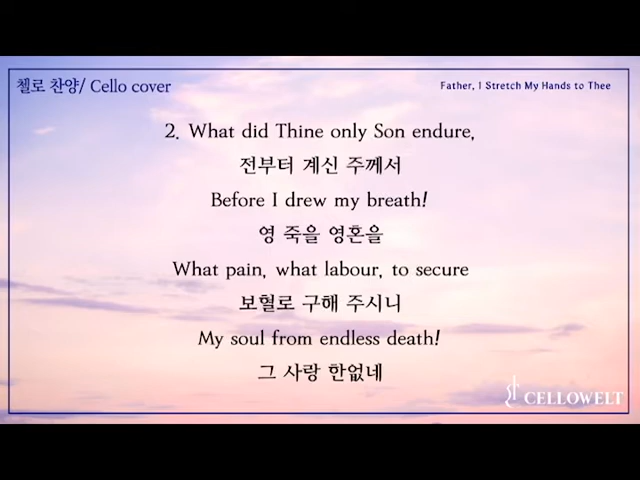 첼로 찬양/ Cello cover
Father, I Stretch My Hands to Thee
2. What did Thine only Son endure,
전부터 계신 주께서
Before I drew my breath!
영 죽을 영혼을
What pain, what labour, to secure
보혈로 구해 주시니
My soul from endless death!
그 사랑 한없네
CELLOWELT